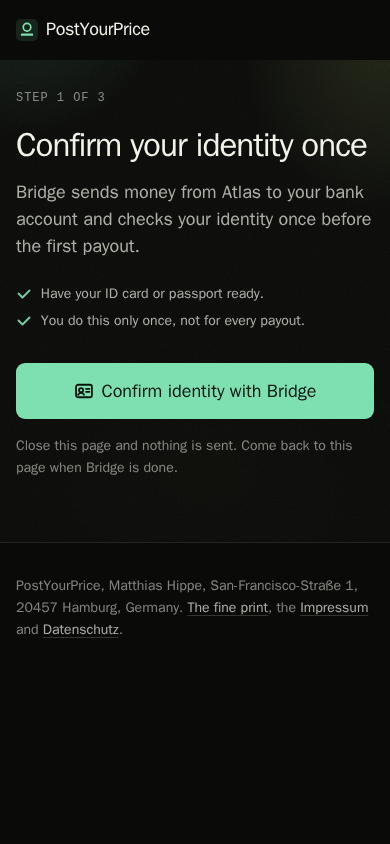 PostYourPrice
STEP 1 OF 3
Confirm your identity once
Bridge sends money from Atlas to your bank
account and checks your identity once before
the first payout.
Have your ID card or passport ready.
You do this only once, not for every payout.
Confirm identity with Bridge
Close this page and nothing is sent. Come back to this
page when Bridge is done.
PostYourPrice, Matthias Hippe, San-Francisco-Straße 1,
20457 Hamburg, Germany. The fine print, the Impressum
and Datenschutz.